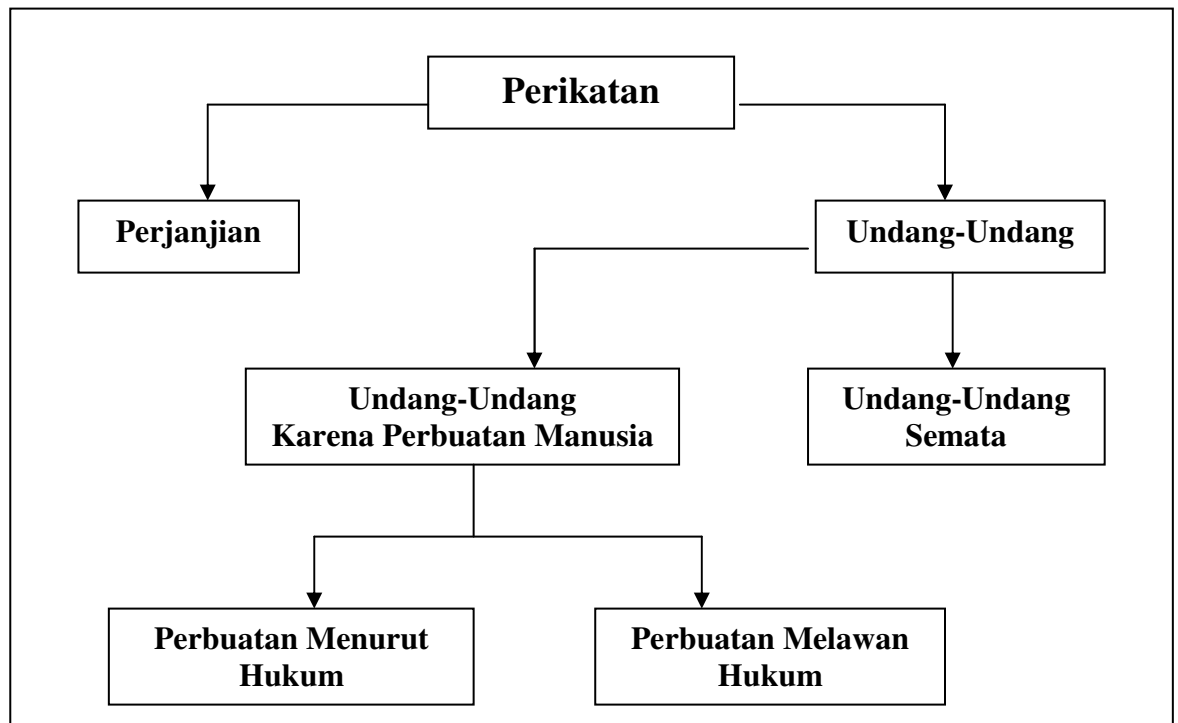 Perikatan
Perjanjian
Undang-Undang
Undang-Undang
Karena Perbuatan Manusia
Undang-Undang
Semata
Perbuatan Menurut
Hukum
Perbuatan Melawan
Hukum